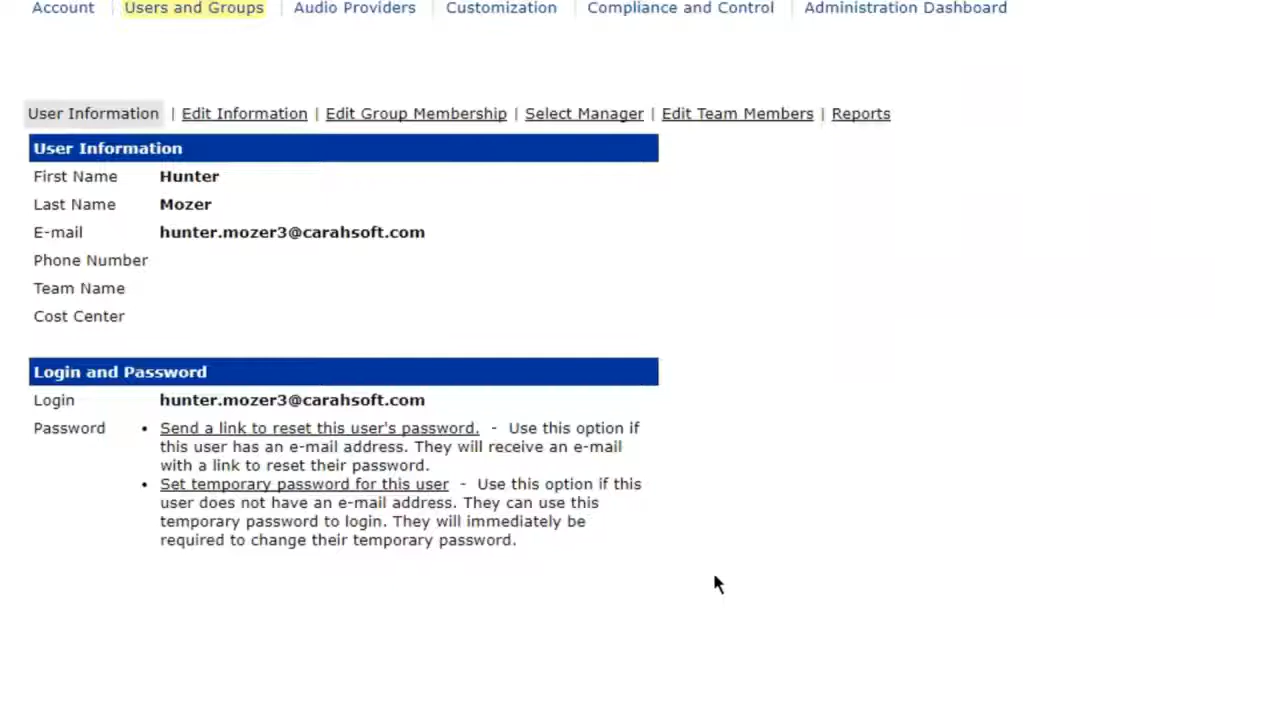 Account | Users and Groups | Audio Providers | Customization | Compliance and Control | Administration Dashboard
User Information | Edit Information | Edit Group Membership | Select Manager | Edit Team Members | Reports
User Information
First Name Hunter
Last Name Mozer
E-mail hunter.mozer3@carahsoft.com
Phone Number
Team Name
Cost Center
Login and Password
Login hunter.mozer3@carahsoft.com
Password • Send a link to reset this user's password. - Use this option if
this user has an e-mail address. They will receive an e-mail
with a link to reset their password.
• Set temporary password for this user - Use this option if this
user does not have an e-mail address. They can use this
temporary password to login. They will immediately be
required to change their temporary password.